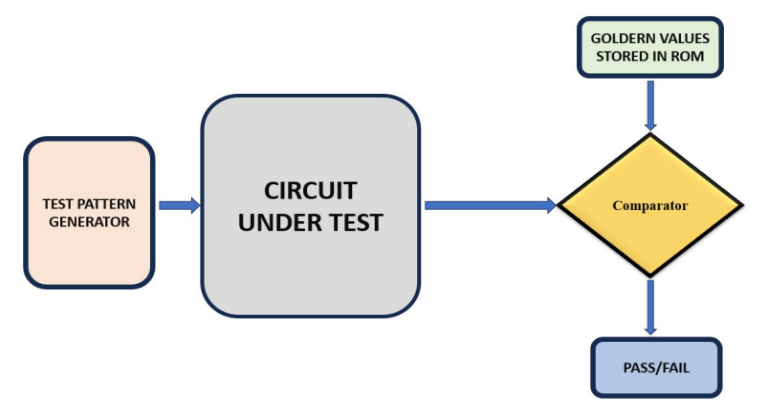 GOLDERN VALUES
STORED IN ROM
TEST PATTERN
GENERATOR
CIRCUIT
UNDER TEST
Comparator
PASS/FAIL